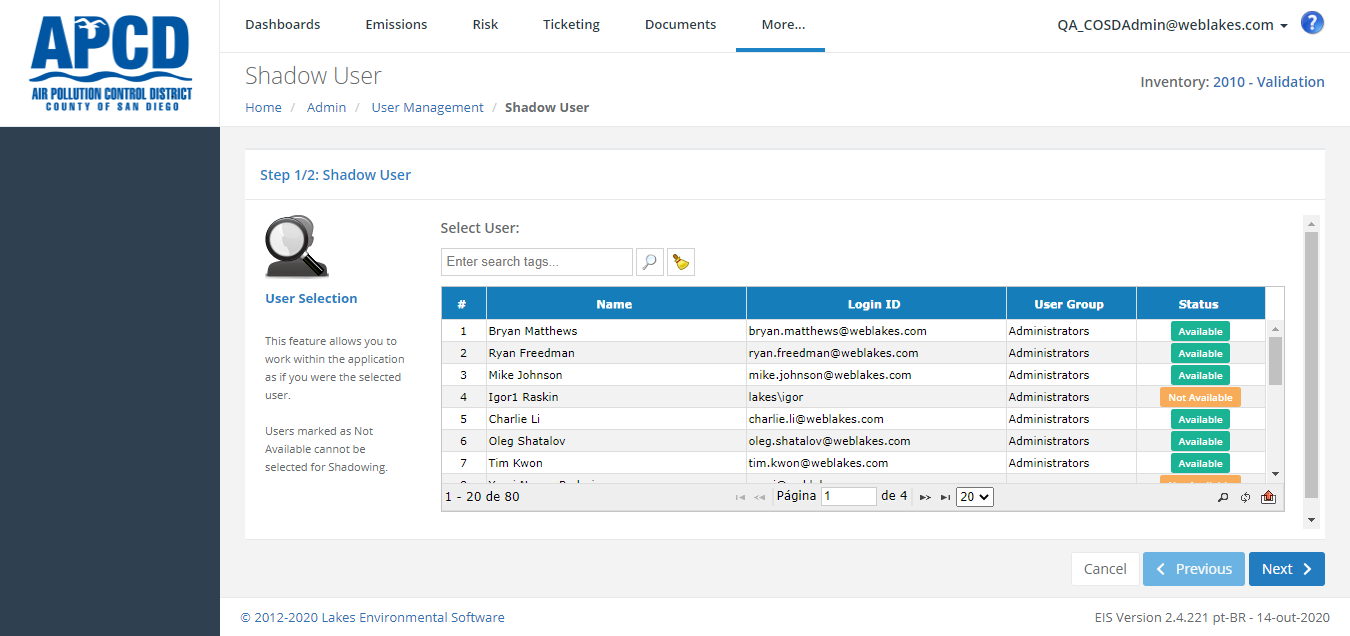 APCD
AIR POLLUTION CONTROL DISTRICT
COUNTY OF SAN DIEGO
Dashboards Emissions Risk Ticketing Documents More...
QA_COSDAdmin@weblakes.com
?
Shadow User
Home / Admin / User Management / Shadow User
Inventory: 2010 - Validation
Step 1/2: Shadow User
User Selection
This feature allows you to
work within the application
as if you were the selected
user.
Users marked as Not
Available cannot be
selected for Shadowing.
Select User:
Enter search tags...
# Name Login ID User Group Status
1 Bryan Matthews bryan.matthews@weblakes.com Administrators Available
2 Ryan Freedman ryan.freedman@weblakes.com Administrators Available
3 Mike Johnson mike.johnson@weblakes.com Administrators Available
4 Igor1 Raskin lakes\igor Administrators Not Available
5 Charlie Li charlie.li@weblakes.com Administrators Available
6 Oleg Shatalov oleg.shatalov@weblakes.com Administrators Available
7 Tim Kwon tim.kwon@weblakes.com Administrators Available
1 - 20 de 80 Página 1 de 4 20
Cancel Previous Next
© 2012-2020 Lakes Environmental Software
EIS Version 2.4.221 pt-BR - 14-out-2020